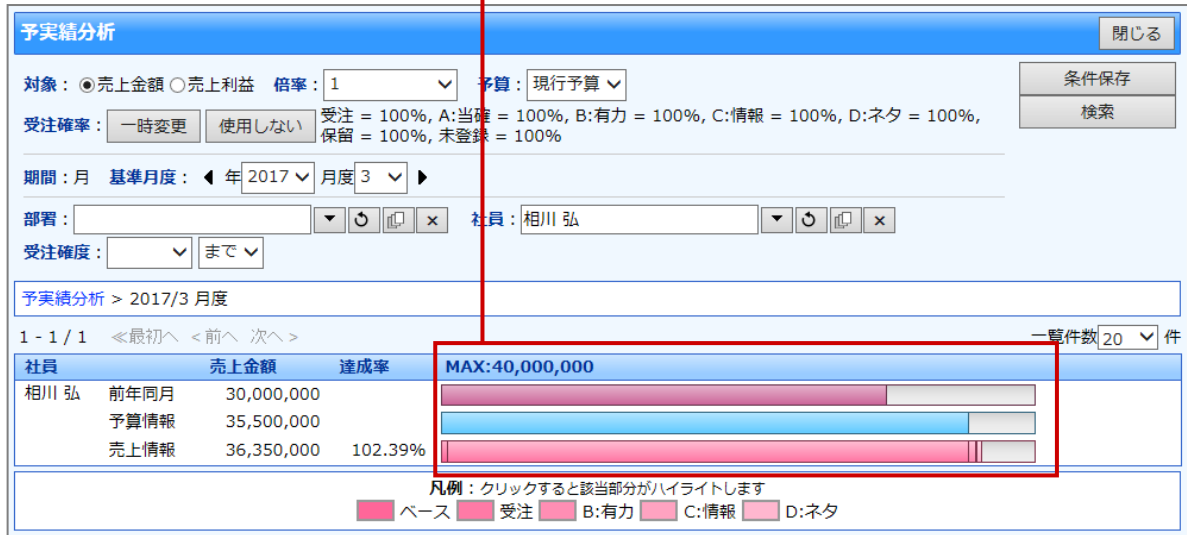 予実績分析 閉じる
対象：売上金額 売上利益 倍率：1 予算：現行予算 条件保存
受注確率：一時変更 使用しない 受注 = 100%, A:当確 = 100%, B:有力 = 100%, C:情報 = 100%, D:ネタ = 100%, 検索
保留 = 100%, 未登録 = 100%
期間：月 基準月度： 年 2017 月度 3
部署： 社員：相川 弘
受注確度： まで
予実績分析 > 2017/3 月度
1 - 1 / 1 ≪最初へ < 前へ 次へ > 一覧件数 20 件
社員 売上金額 達成率 MAX:40,000,000
相川 弘 前年同月 30,000,000
予算情報 35,500,000
売上情報 36,350,000 102.39%
凡例：クリックすると該当部分がハイライトします
ベース 受注 B:有力 C:情報 D:ネタ